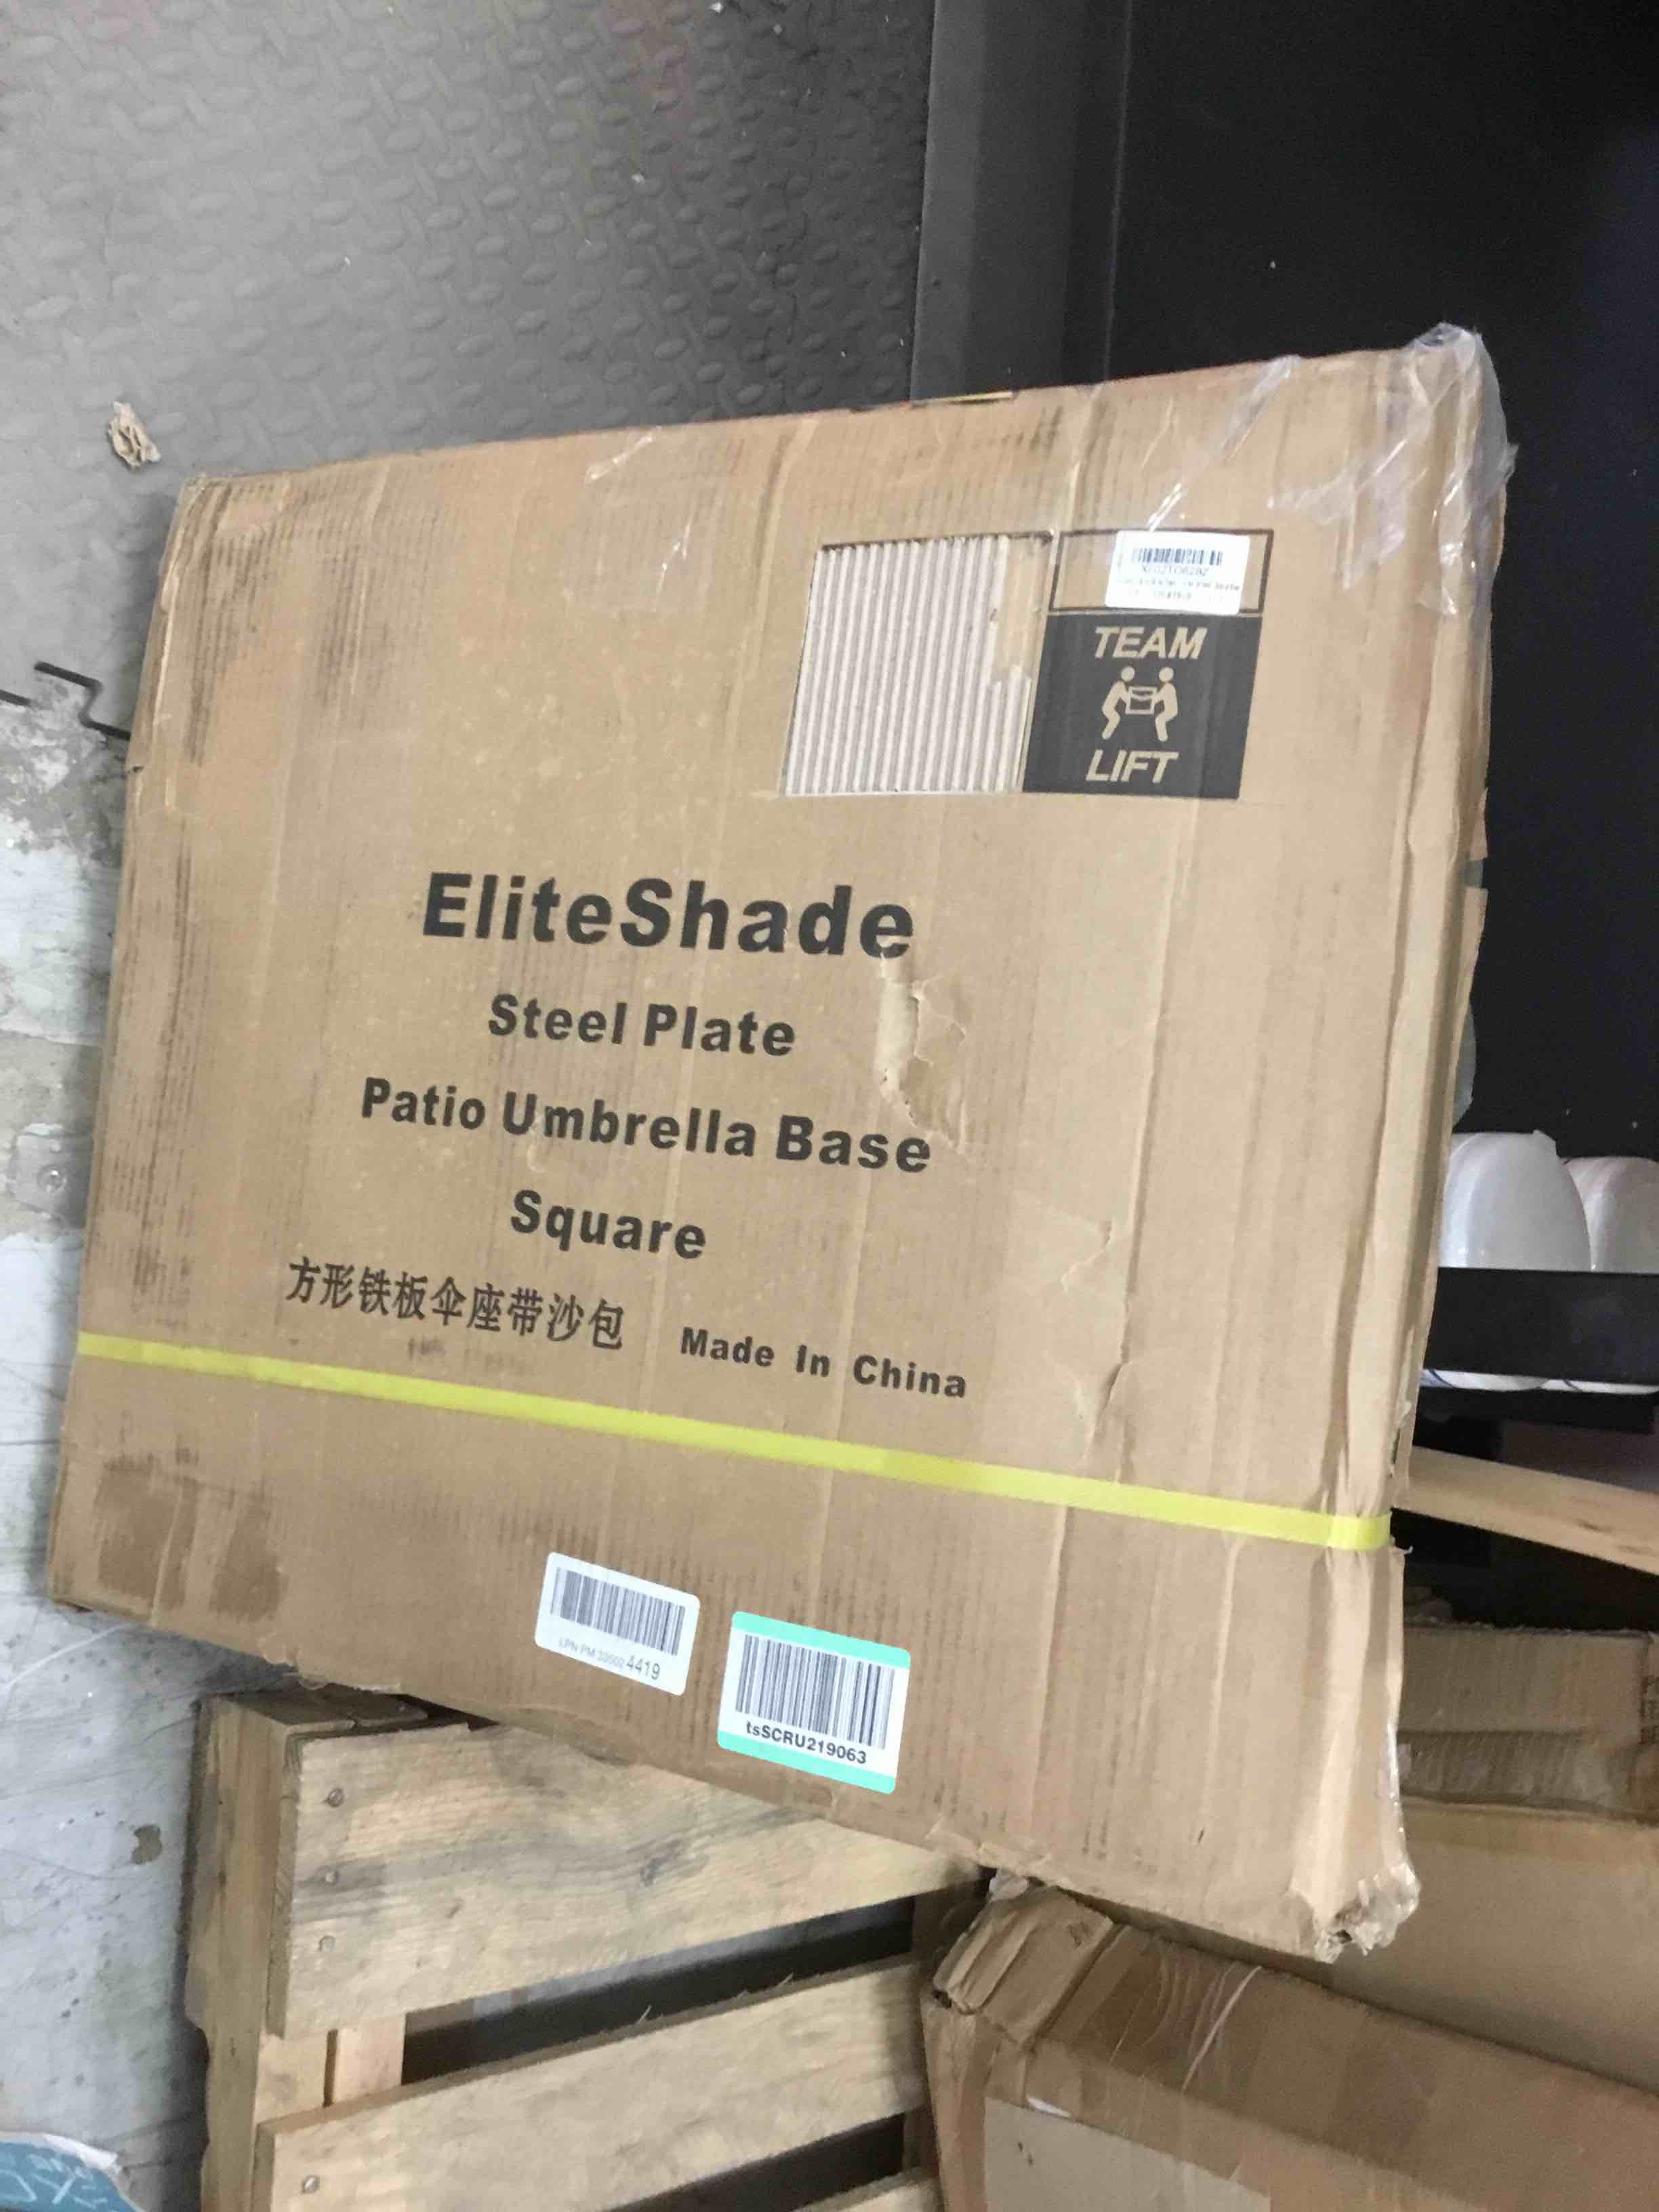 TEAM
LIFT
EliteShade
Steel Plate
Patio Umbrella Base
Square
方形铁板伞座带沙包 Made In China
4419
tsSCRU219063